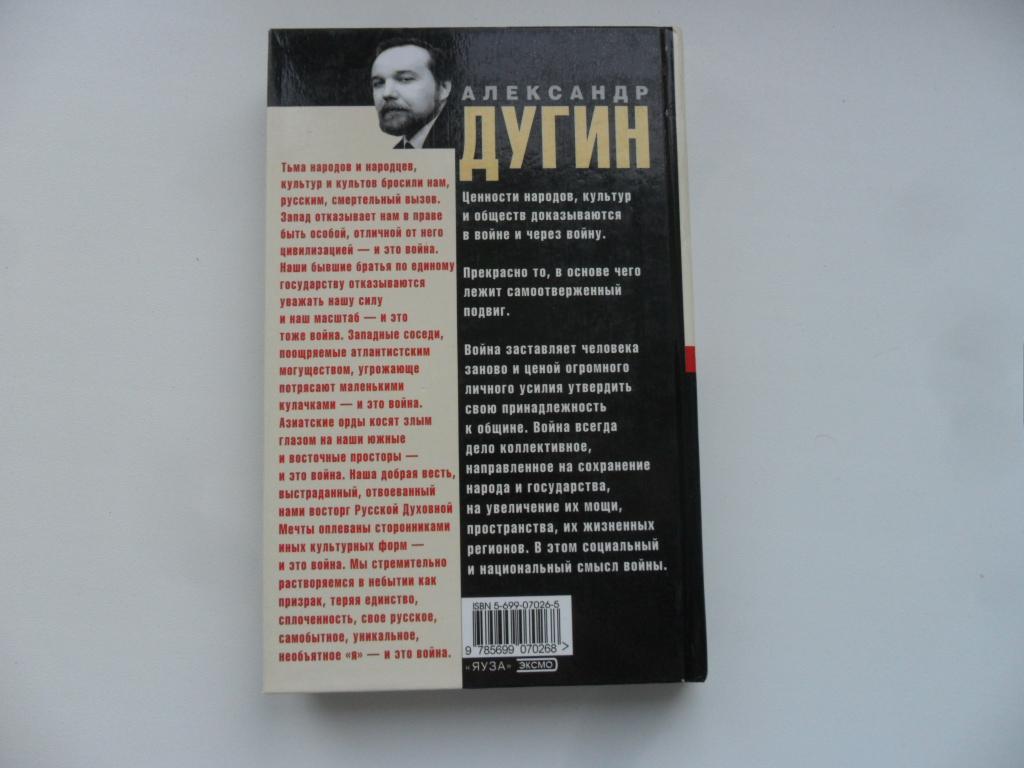 АЛЕКСАНДР
ДУГИН
Тьма народов и народцев,
культур и культов бросили нам,
русским, смертельный вызов.
Запад отказывает нам в праве
быть особой, отличной от него
цивилизацией — и это война.
Наши бывшие братья по единому
государству отказываются
уважать нашу силу
и наш масштаб — и это
тоже война. Западные соседи,
поощряемые атлантистским
могуществом, угрожающе
потрясают маленькими
кулачками — и это война.
Азиатские орды косят злым
глазом на наши южные
и восточные просторы —
и это война. Наша добрая весть,
выстраданный, отвоеванный
нами восторг Русской Духовной
Мечты оплеваны сторонниками
иных культурных форм —
и это война. Мы стремительно
растворяемся в небытии как
призрак, теряя единство,
сплоченность, свое русское,
самобытное, уникальное,
необъятное «я» — и это война.
Ценности народов, культур
и обществ доказываются
в войне и через войну.
Прекрасно то, в основе чего
лежит самоотверженный
подвиг.
Война заставляет человека
заново и ценой огромного
личного усилия утвердить
свою принадлежность
к общине. Война всегда
дело коллективное,
направленное на сохранение
народа и государства,
на увеличение их мощи,
пространства, их жизненных
регионов. В этом социальный
и национальный смысл войны.
ISBN 5-699-07026-5
9 785699 070268 >
«ЯУЗА» ЭКСМО